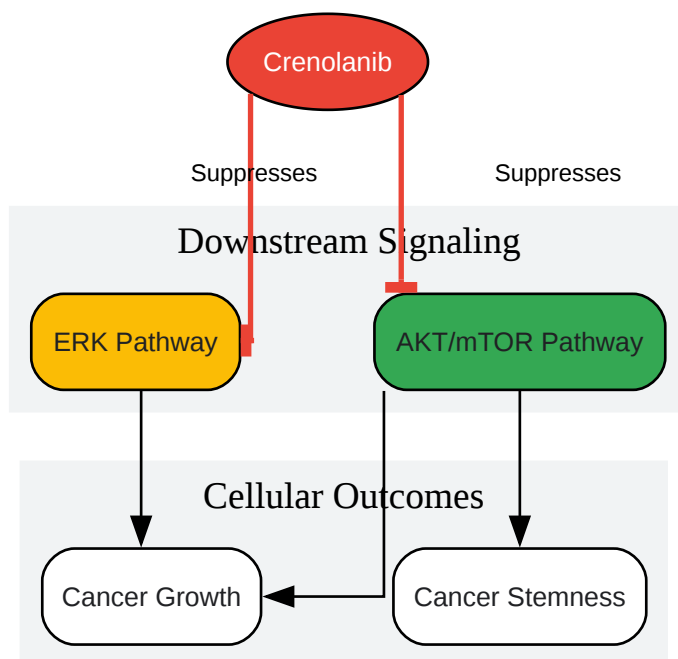 Crenolanib
Suppresses
Suppresses
Downstream Signaling
ERK Pathway
AKT/mTOR Pathway
Cellular Outcomes
Cancer Growth
Cancer Stemness